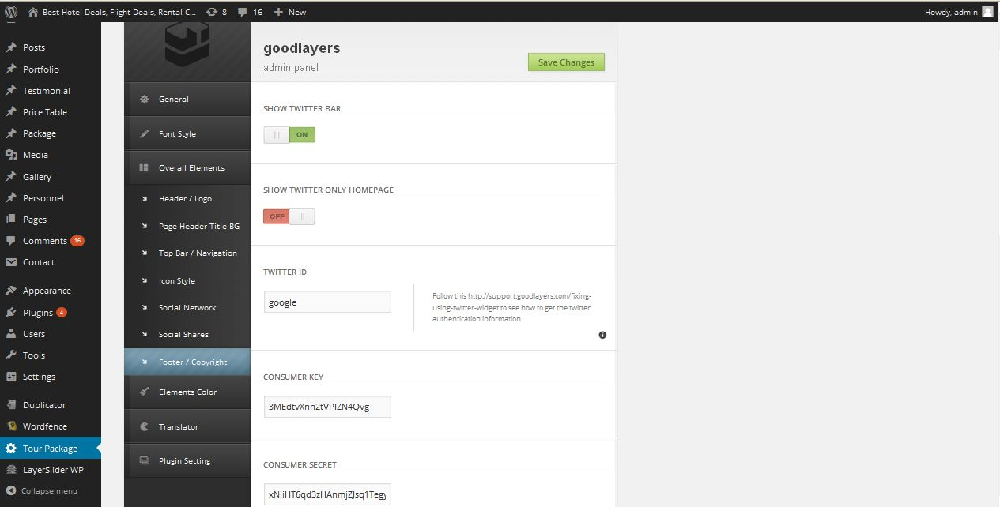 Best Hotel Deals, Flight Deals, Rental C... 8 16 New Howdy, admin
Posts
Portfolio
Testimonial
Price Table
Package
Media
Gallery
Personnel
Pages
Comments 16
Contact
Appearance
Plugins 4
Users
Tools
Settings
Duplicator
Wordfence
Tour Package
LayerSlider WP
Collapse menu
General
Font Style
Overall Elements
Header / Logo
Page Header Title BG
Top Bar / Navigation
Icon Style
Social Network
Social Shares
Footer / Copyright
Elements Color
Translator
Plugin Setting
goodlayers
admin panel
Save Changes
SHOW TWITTER BAR
ON
SHOW TWITTER ONLY HOMEPAGE
OFF
TWITTER ID
google
Follow this http://support.goodlayers.com/fixing-
using-twitter-widget to see how to get the twitter
authentication information
CONSUMER KEY
3MEdtvXnh2tVPIZN4Qvg
CONSUMER SECRET
xNiiHT6qd3zHAnmjZJsq1Tegy